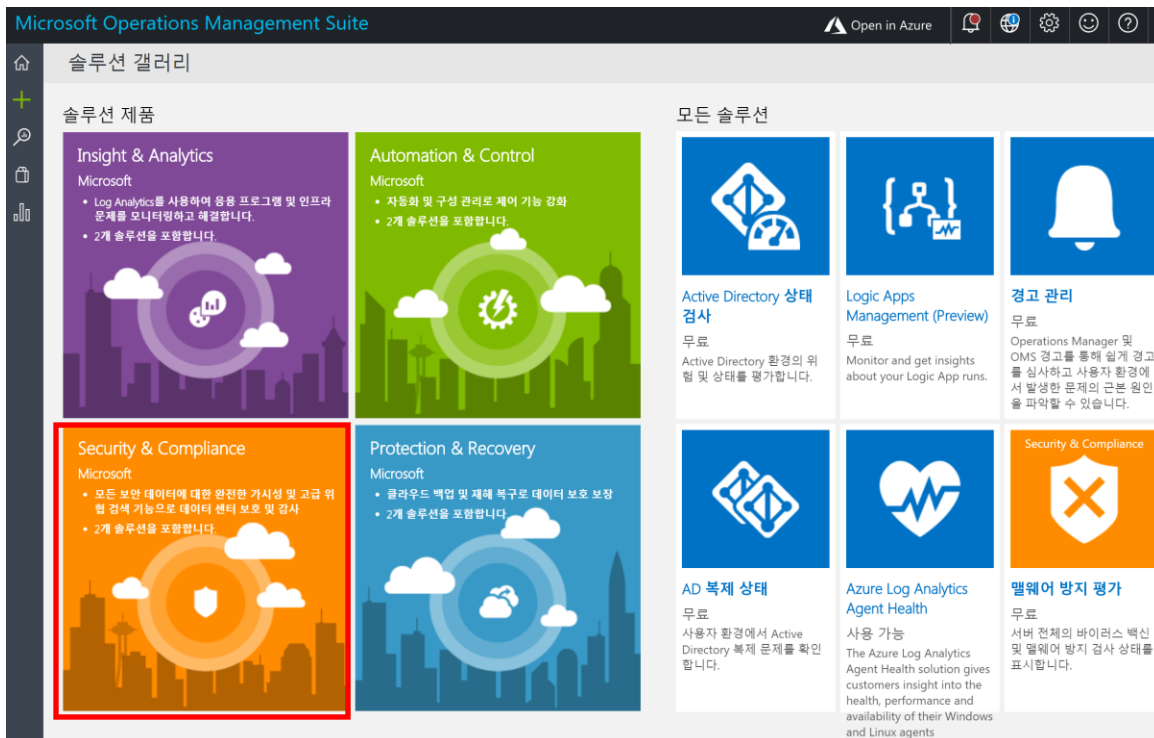 Microsoft Operations Management Suite
Open in Azure
솔루션 갤러리
솔루션 제품
Insight & Analytics
Microsoft
• Log Analytics를 사용하여 응용 프로그램 및 인프라
문제를 모니터링하고 해결합니다.
• 2개 솔루션을 포함합니다.
Automation & Control
Microsoft
• 자동화 및 구성 관리로 제어 기능 강화
• 2개 솔루션을 포함합니다.
Security & Compliance
Microsoft
• 모든 보안 데이터에 대한 완전한 가시성 및 고급 위
협 검색 기능으로 데이터 센터 보호 및 감사
• 2개 솔루션을 포함합니다.
Protection & Recovery
Microsoft
• 클라우드 백업 및 재해 복구로 데이터 보호 보장
• 2개 솔루션을 포함합니다.
모든 솔루션
Active Directory 상태
검사
무료
Active Directory 환경의 위
험 및 상태를 평가합니다.
Logic Apps
Management (Preview)
무료
Monitor and get insights
about your Logic App runs.
경고 관리
무료
Operations Manager 및
OMS 경고를 통해 쉽게 경고
를 심사하고 사용자 환경에
서 발생한 문제의 근본 원인
을 파악할 수 있습니다.
AD 복제 상태
무료
사용자 환경에서 Active
Directory 복제 문제를 확인
합니다.
Azure Log Analytics
Agent Health
사용 가능
The Azure Log Analytics
Agent Health solution gives
customers insight into the
health, performance and
availability of their Windows
and Linux agents
Security & Compliance
맬웨어 방지 평가
무료
서버 전체의 바이러스 백신
및 맬웨어 방지 검사 상태를
표시합니다.